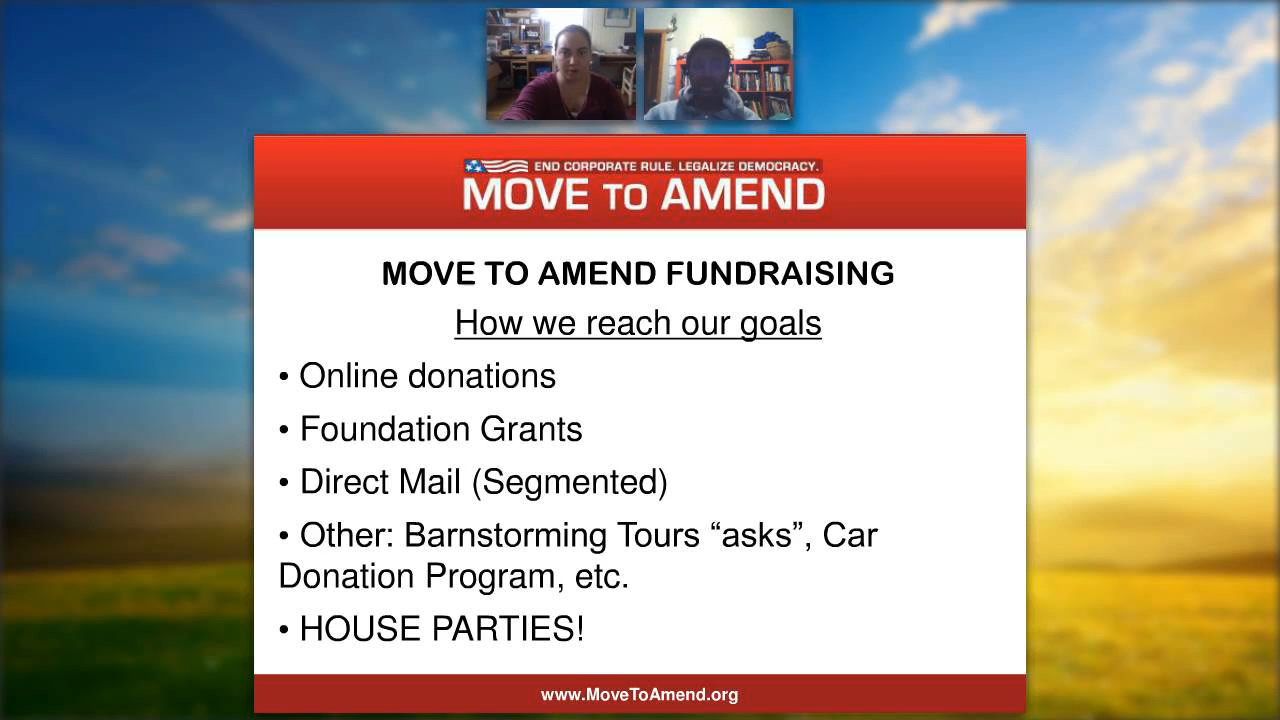 END CORPORATE RULE. LEGALIZE DEMOCRACY.
MOVE TO AMEND
MOVE TO AMEND FUNDRAISING
How we reach our goals
• Online donations
• Foundation Grants
• Direct Mail (Segmented)
• Other: Barnstorming Tours “asks”, Car
Donation Program, etc.
• HOUSE PARTIES!
www.MoveToAmend.org